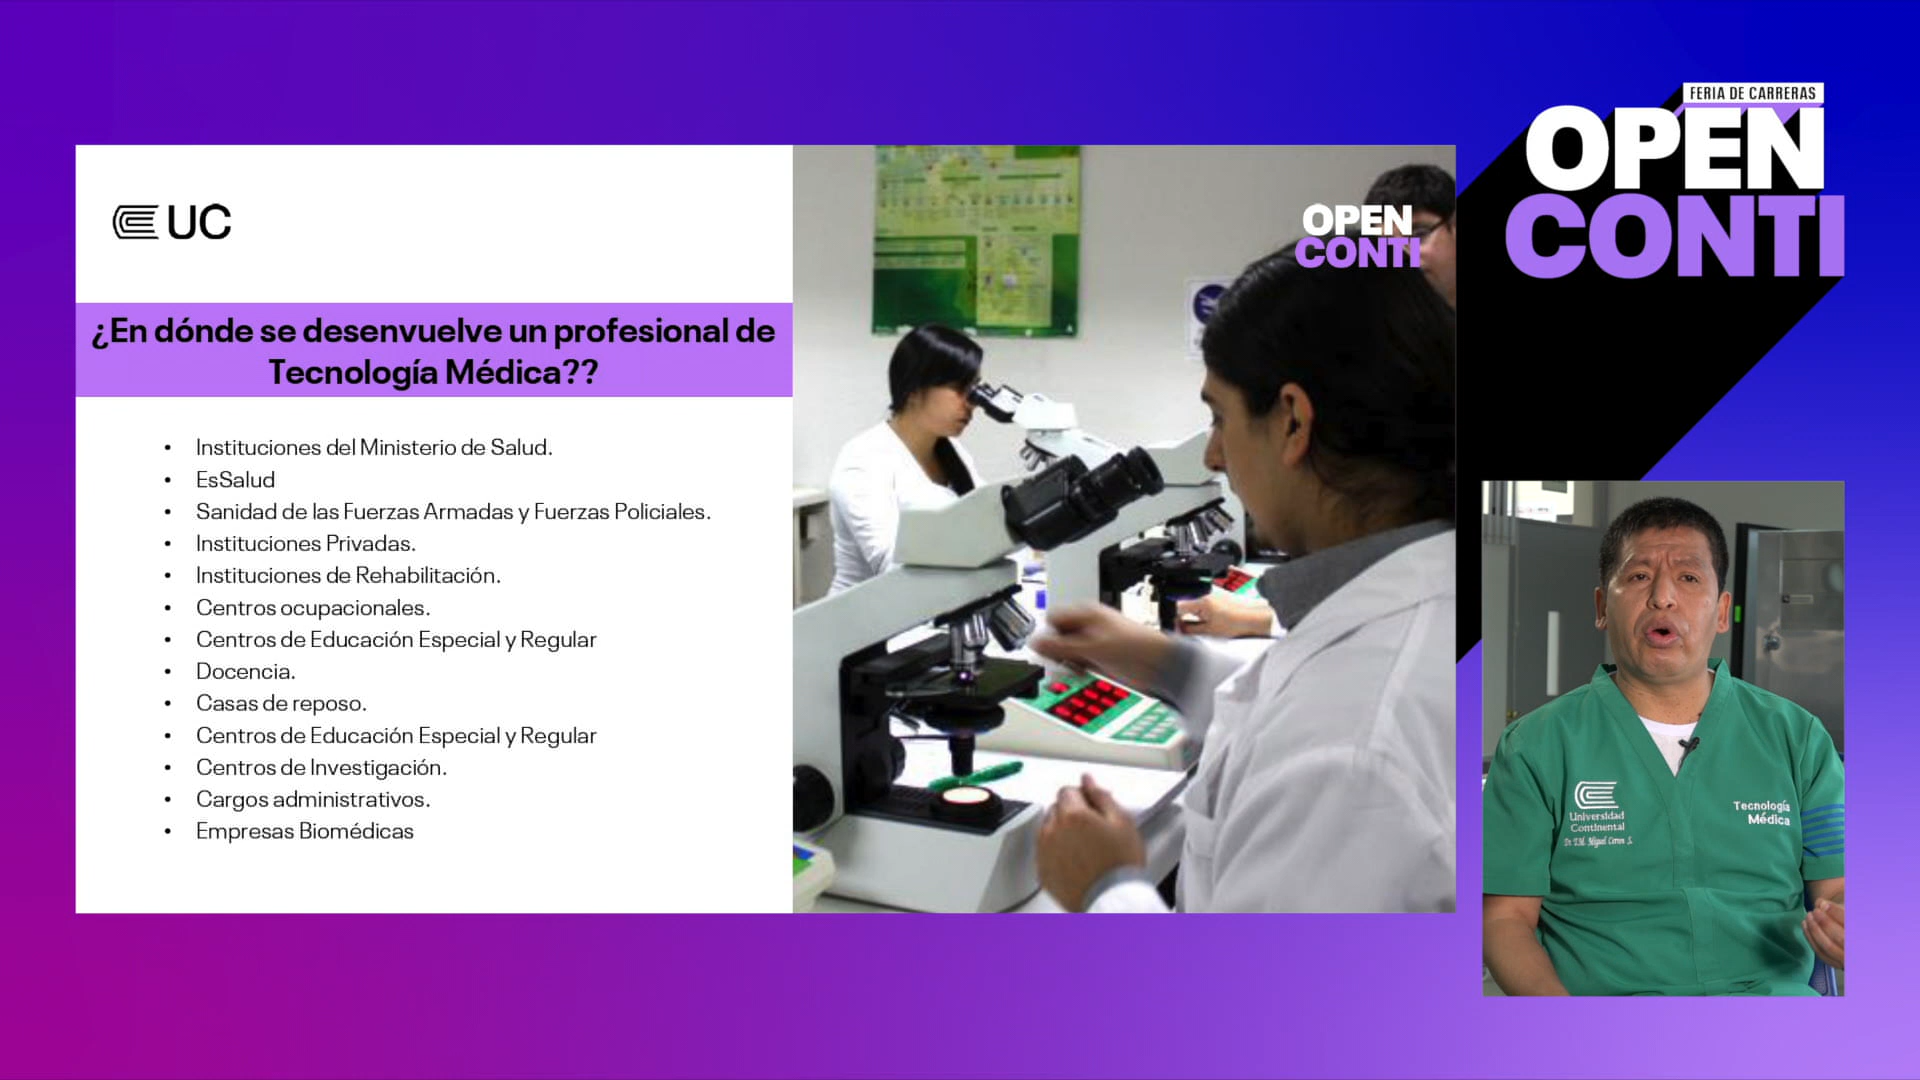 UC
¿En dónde se desenvuelve un profesional de
Tecnología Médica??
• Instituciones del Ministerio de Salud.
• EsSalud
• Sanidad de las Fuerzas Armadas y Fuerzas Policiales.
• Instituciones Privadas.
• Instituciones de Rehabilitación.
• Centros ocupacionales.
• Centros de Educación Especial y Regular
• Docencia.
• Casas de reposo.
• Centros de Educación Especial y Regular
• Centros de Investigación.
• Cargos administrativos.
• Empresas Biomédicas
OPEN
CONTI
FERIA DE CARRERAS
OPEN
CONTI
Universidad
Continental
Dr. T.M. Miguel
Tecnología
Médica